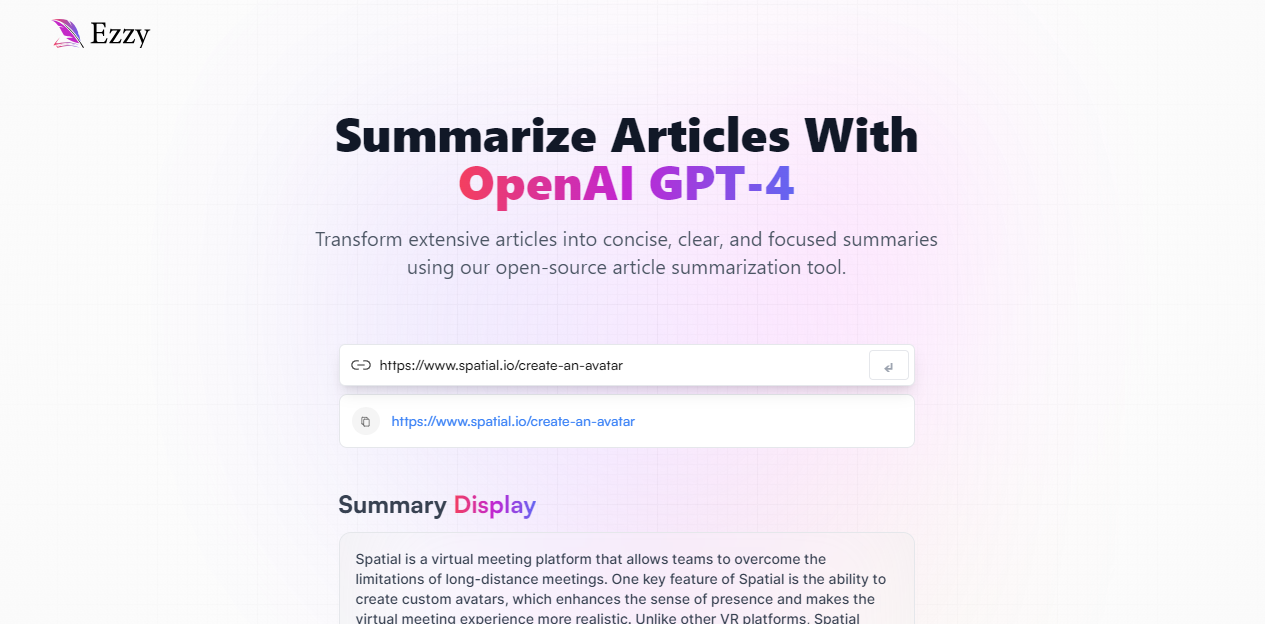 Ezzy
Summarize Articles With
OpenAI GPT-4
Transform extensive articles into concise, clear, and focused summaries
using our open-source article summarization tool.
https://www.spatial.io/create-an-avatar
https://www.spatial.io/create-an-avatar
Summary Display
Spatial is a virtual meeting platform that allows teams to overcome the
limitations of long-distance meetings. One key feature of Spatial is the ability to
create custom avatars, which enhances the sense of presence and makes the
virtual meeting experience more realistic. Unlike other VR platforms, Spatial